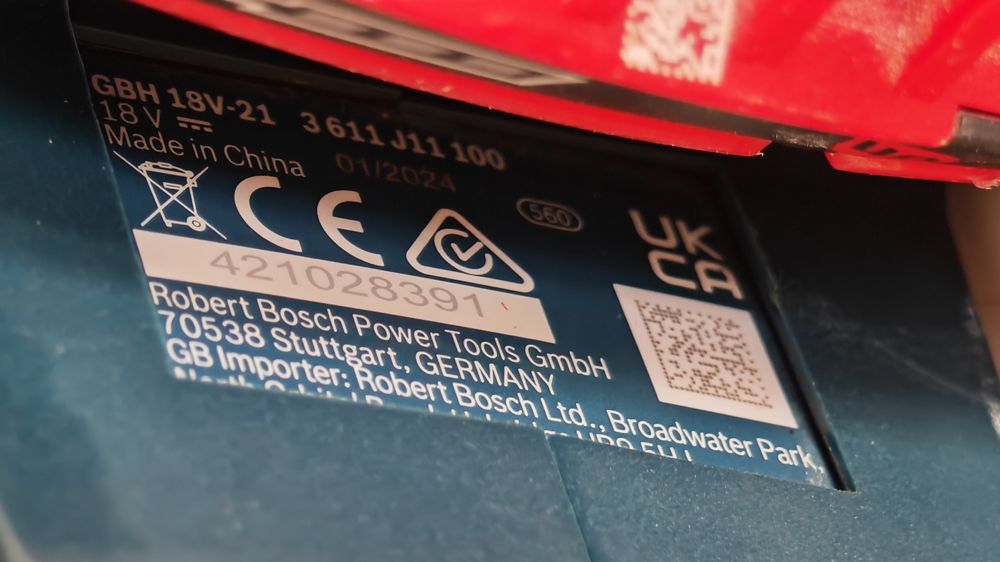 GBH 18V-21 3 611 J11 100
18 V
Made in China 01/2024
CE 560 UK CA
421028391
Robert Bosch Power Tools GmbH
70538 Stuttgart, GERMANY
GB Importer: Robert Bosch Ltd., Broadwater Park,